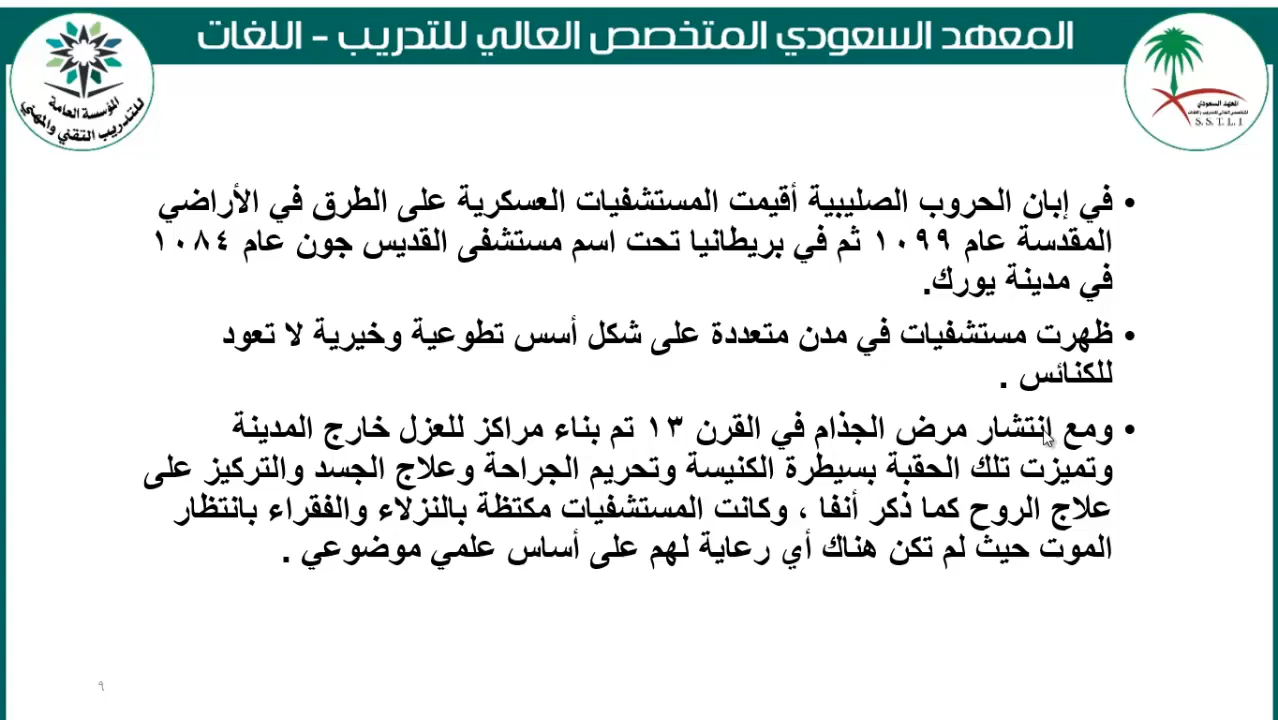 المعهد السعودي المتخصص العالي للتدريب - اللغات
المؤسسة العامة
للتدريب التقني والمهني
المعهد السعودي
المتخصص العالي للتدريب - اللغات
S.S.T.L.I
• في إبان الحروب الصليبية أقيمت المستشفيات العسكرية على الطرق في الأراضي
المقدسة عام ١٠٩٩ ثم في بريطانيا تحت اسم مستشفى القديس جون عام ١٠٨٤
في مدينة يورك.
• ظهرت مستشفيات في مدن متعددة على شكل أسس تطوعية وخيرية لا تعود
للكنائس .
• ومع انتشار مرض الجذام في القرن ١٣ تم بناء مراكز للعزل خارج المدينة
وتميزت تلك الحقبة بسيطرة الكنيسة وتحريم الجراحة وعلاج الجسد والتركيز على
علاج الروح كما ذكر أنفا ، وكانت المستشفيات مكتظة بالنزلاء والفقراء بانتظار
الموت حيث لم تكن هناك أي رعاية لهم على أساس علمي موضوعي .
٩